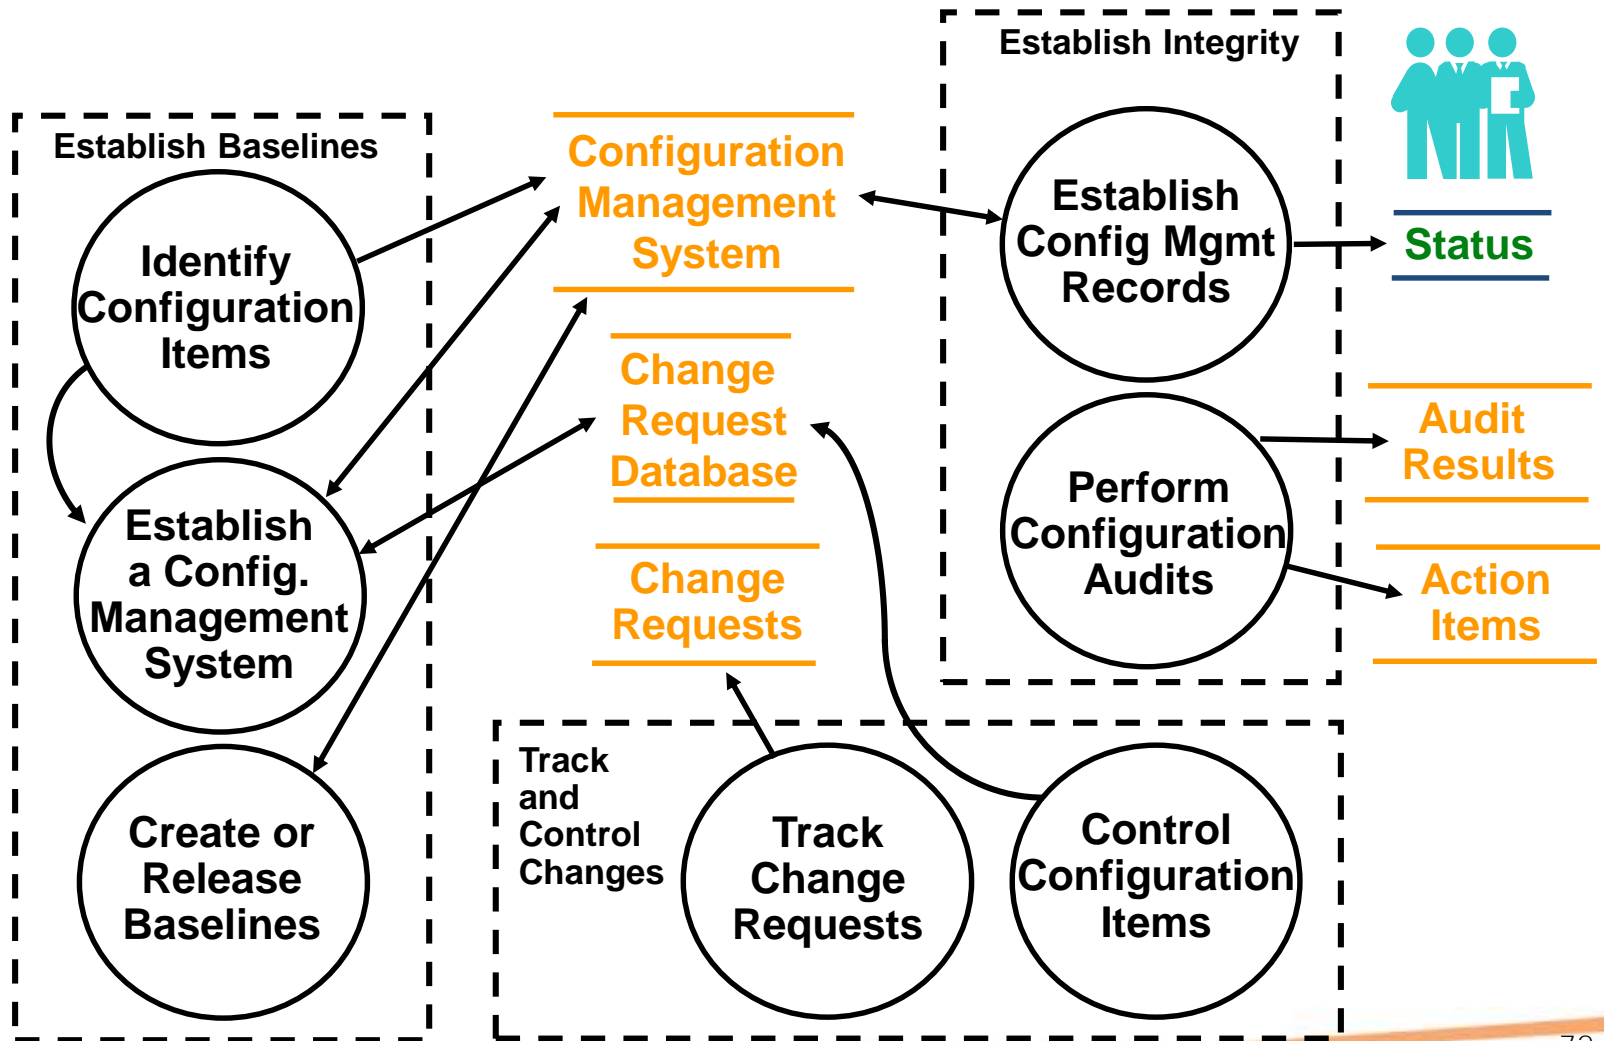 Establish Baselines
Identify
Configuration
Items
Establish
a Config.
Management
System
Create or
Release
Baselines
Configuration
Management
System
Change
Request
Database
Change
Requests
Establish Integrity
Establish
Config Mgmt
Records
Perform
Configuration
Audits
Status
Audit
Results
Action
Items
Track
and
Control
Changes
Track
Change
Requests
Control
Configuration
Items